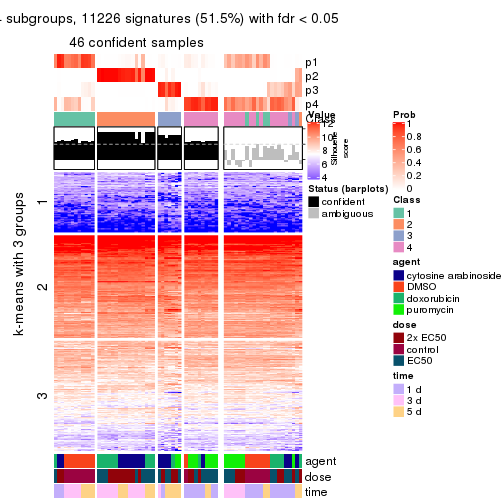 subgroups, 11226 signatures (51.5%) with fdr < 0.05
46 confident samples
p1
p2
p3
p4
Class
Silhouette
score
k-means with 3 groups
1
2
3
agent
dose
time
Value
12
10
8
6
4
Status (barplots)
confident
ambiguous
Prob
1
0.8
0.6
0.4
0.2
0
Class
1
2
3
4
agent
cytosine arabinoside
DMSO
doxorubicin
puromycin
dose
2x EC50
control
EC50
time
1 d
3 d
5 d